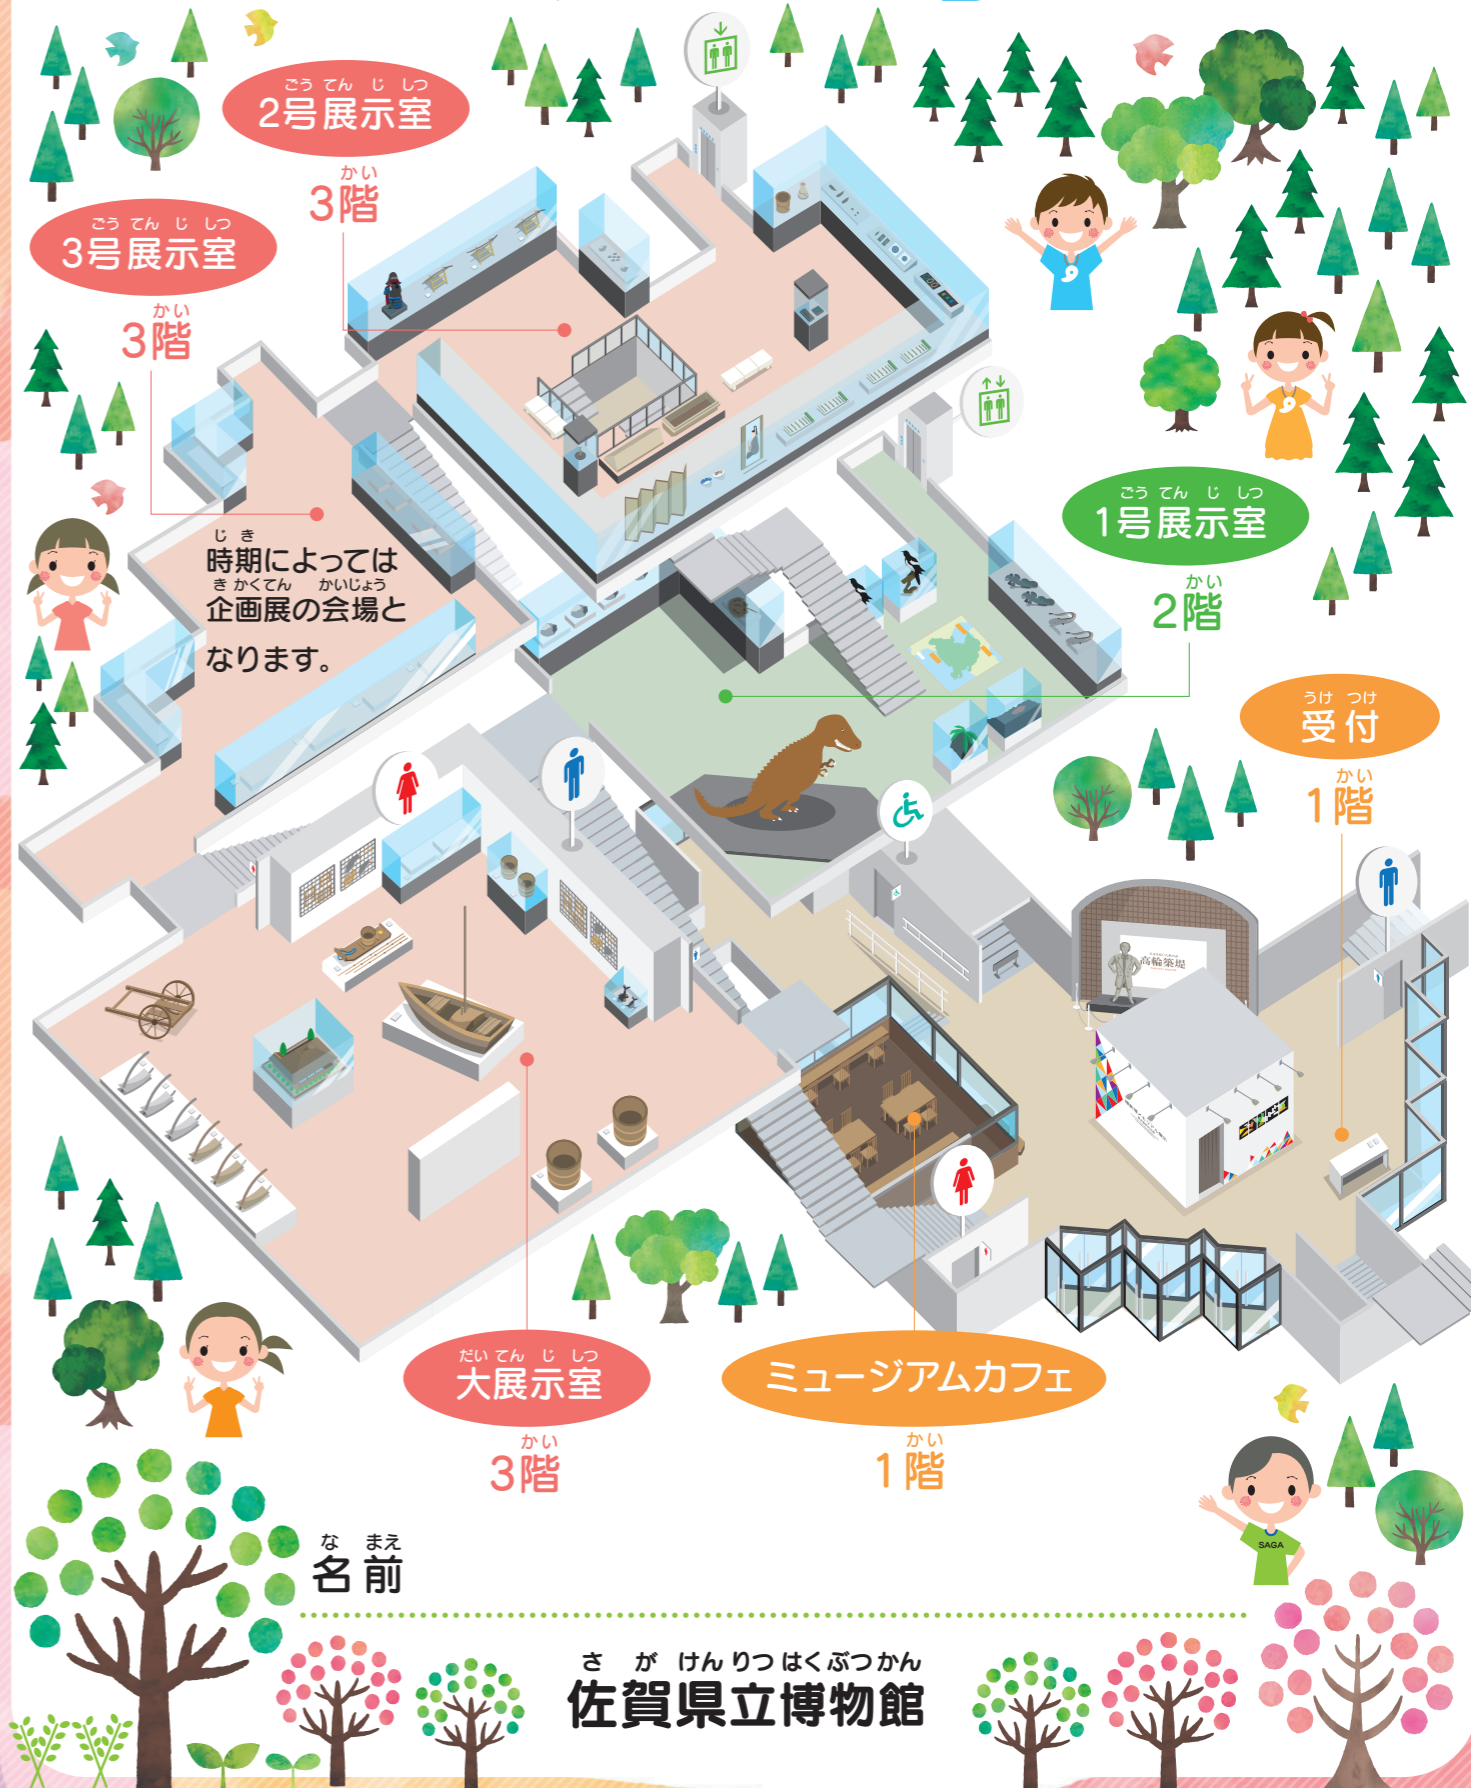 ごうてんじしつ
2号展示室
かい
3階
ごうてんじしつ
3号展示室
かい
3階
じき
時期によっては
きかくてん かいじょう
企画展の会場と
なります。
ごうてんじしつ
1号展示室
かい
2階
うけつけ
受付
かい
1階
高輪築堤
だいてんじしつ
大展示室
かい
3階
ミュージアムカフェ
かい
1階
SAGA
なまえ
名前
さがけんりつはくぶつかん
佐賀県立博物館